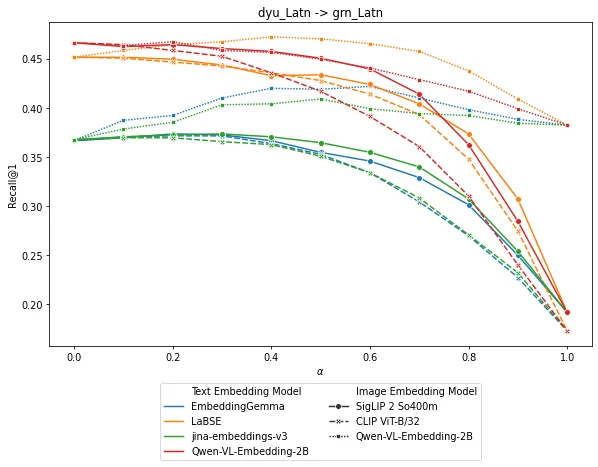 dyu_Latn -> grn_Latn
Recall@1
0.45
0.40
0.35
0.30
0.25
0.20
0.0
0.2
0.4
0.6
0.8
1.0
α
Text Embedding Model
EmbeddingGemma
LaBSE
jina-embeddings-v3
Qwen-VL-Embedding-2B
Image Embedding Model
SigLIP 2 So400m
CLIP ViT-B/32
Qwen-VL-Embedding-2B